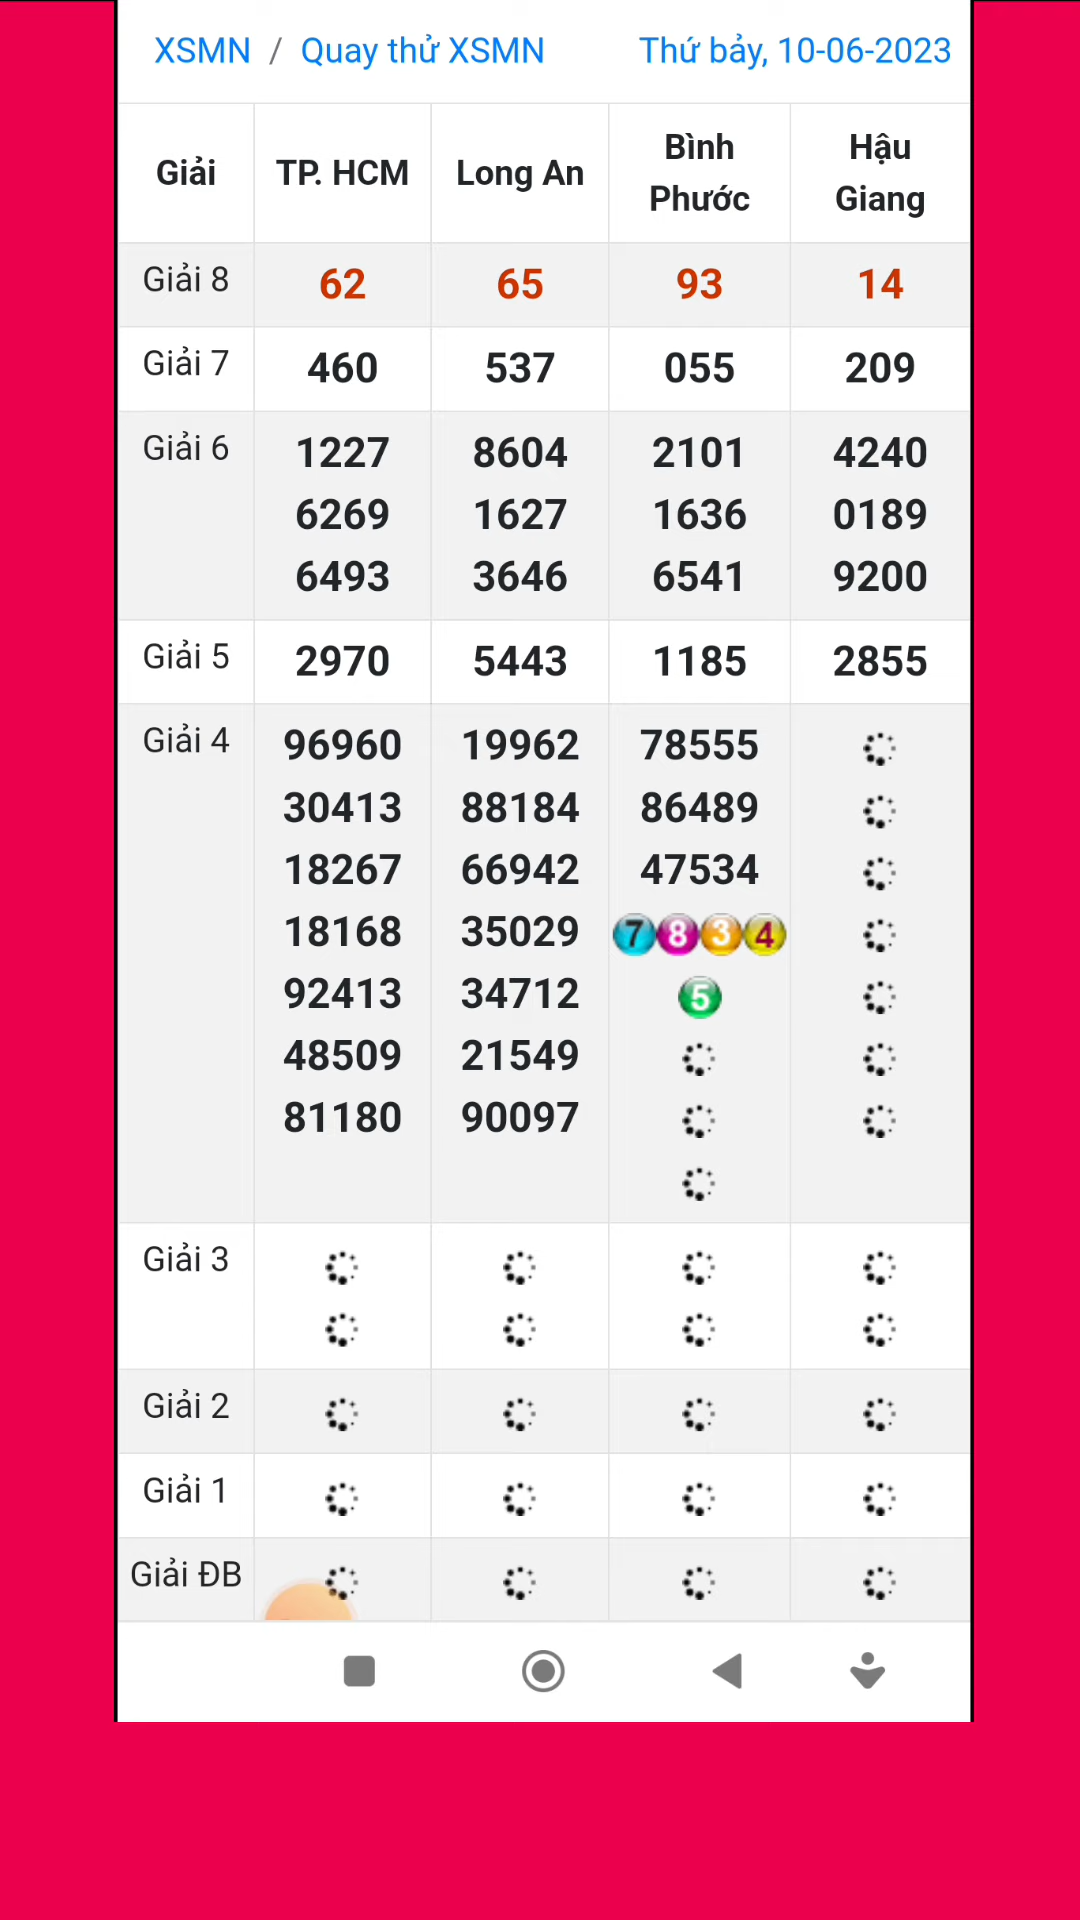 XSMN / Quay thử XSMN Thứ bảy, 10-06-2023
Giải TP. HCM Long An Bình Phước Hậu Giang
Giải 8 62 65 93 14
Giải 7 460 537 055 209
Giải 6 1227 8604 2101 4240
6269 1627 1636 0189
6493 3646 6541 9200
Giải 5 2970 5443 1185 2855
Giải 4 96960 19962 78555
30413 88184 86489
18267 66942 47534
18168 35029 7 8 3 4
92413 34712 5
48509 21549
81180 90097
Giải 3
Giải 2
Giải 1
Giải ĐB